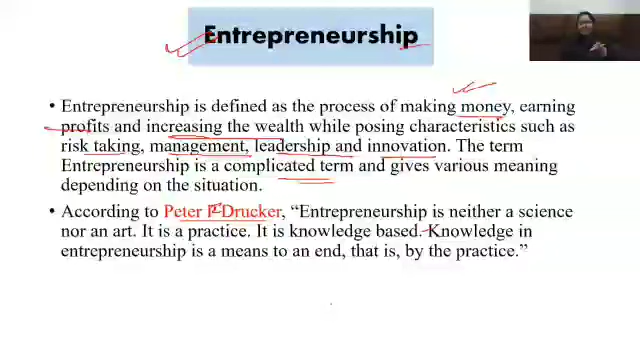 Entrepreneurship
• Entrepreneurship is defined as the process of making money, earning
profits and increasing the wealth while posing characteristics such as
risk taking, management, leadership and innovation. The term
Entrepreneurship is a complicated term and gives various meaning
depending on the situation.
• According to Peter F Drucker, “Entrepreneurship is neither a science
nor an art. It is a practice. It is knowledge based. Knowledge in
entrepreneurship is a means to an end, that is, by the practice.”